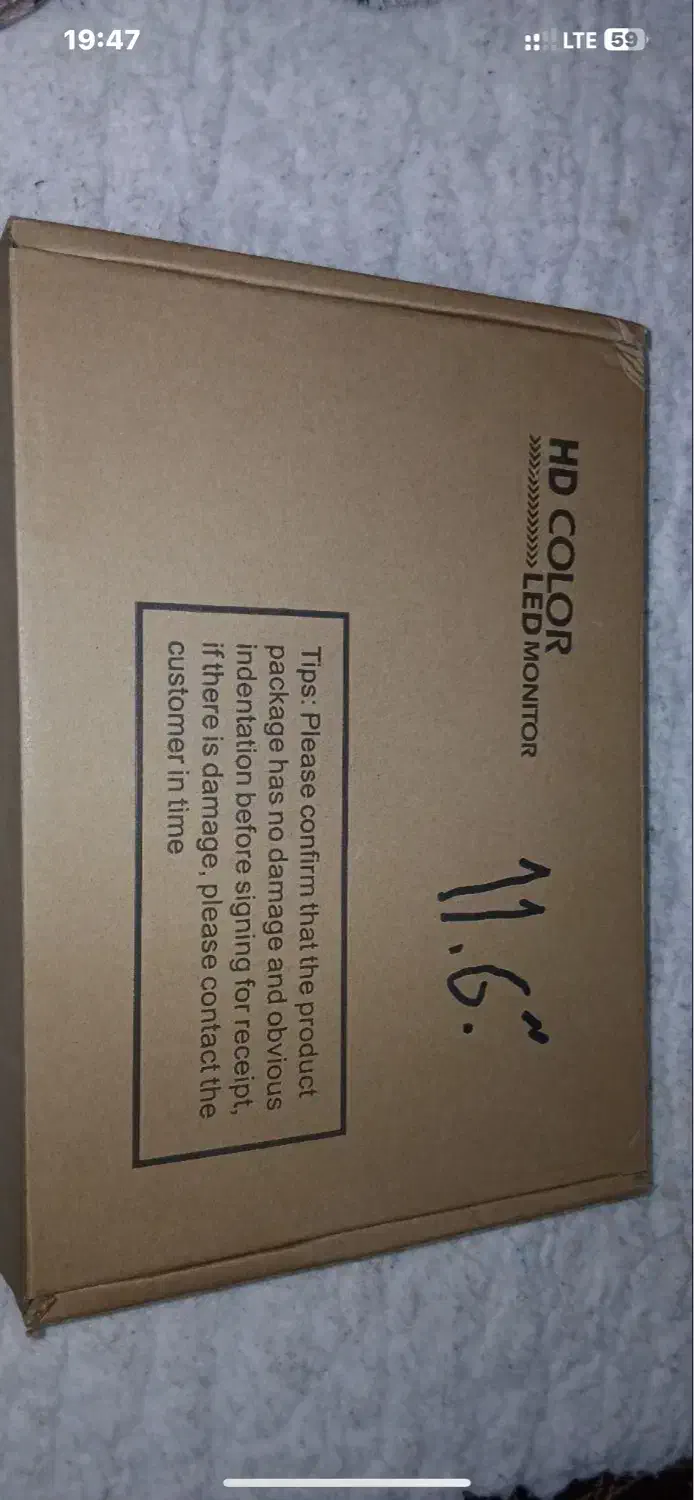 19:47
LTE 59
HD COLOR
LED MONITOR
11.6."
Tips: Please confirm that the product
package has no damage and obvious
indentation before signing for receipt,
if there is damage, please contact the
customer in time